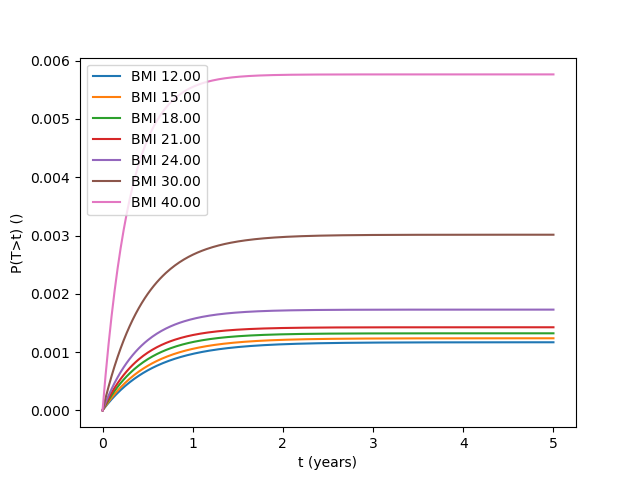 0.006
0.005
0.004
0.003
0.002
0.001
0.000
P(T>t) ()
BMI 12.00
BMI 15.00
BMI 18.00
BMI 21.00
BMI 24.00
BMI 30.00
BMI 40.00
0 1 2 3 4 5
t (years)